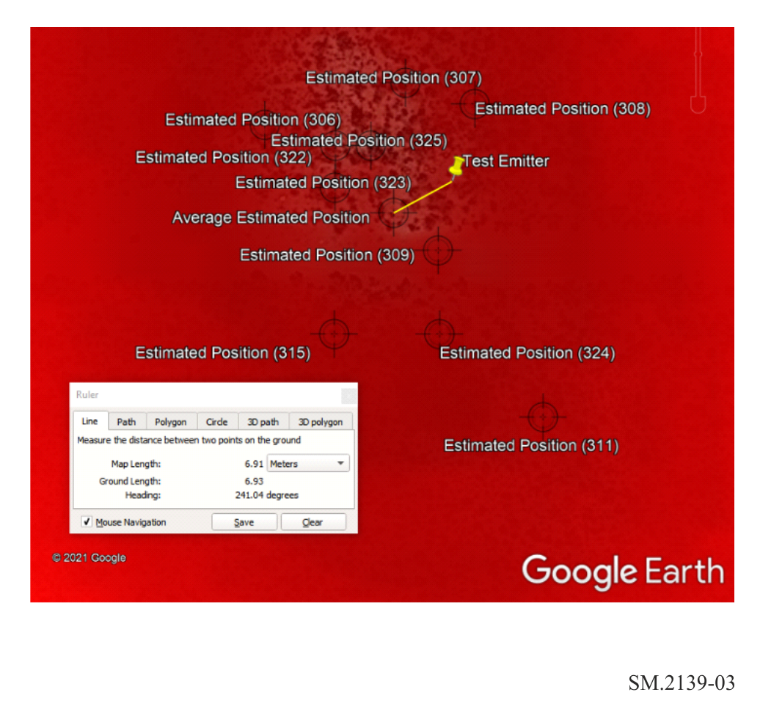 Estimated Position (307)
Estimated Position (308)
Estimated Position (306)
Estimated Position (325)
Estimated Position (322)
Test Emitter
Estimated Position (323)
Average Estimated Position
Estimated Position (309)
Estimated Position (315)
Estimated Position (324)
Estimated Position (311)
Ruler
Line Path Polygon Circle 3D path 3D polygon
Measure the distance between two points on the ground
Map Length: 6.91 Meters
Ground Length: 6.93
Heading: 241.04 degrees
Mouse Navigation Save Clear
© 2021 Google
Google Earth
SM.2139-03